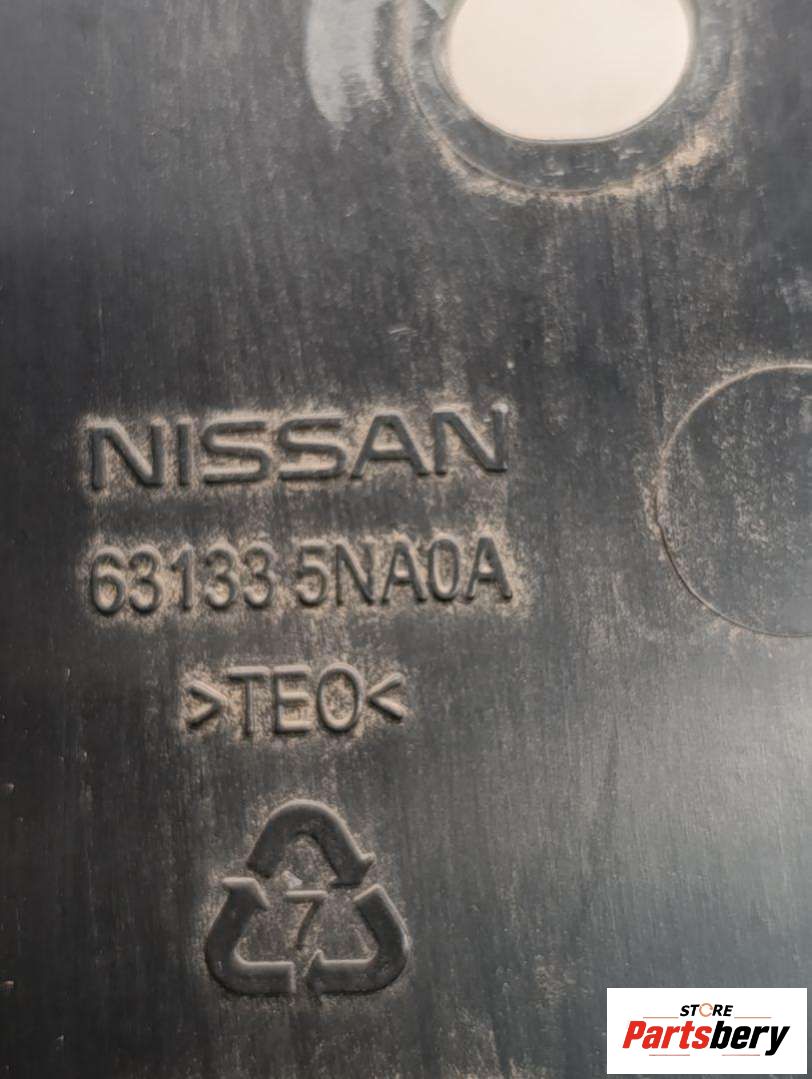 NISSAN
63133 5NA0A
>TEO<
7
STORE
Partsbery